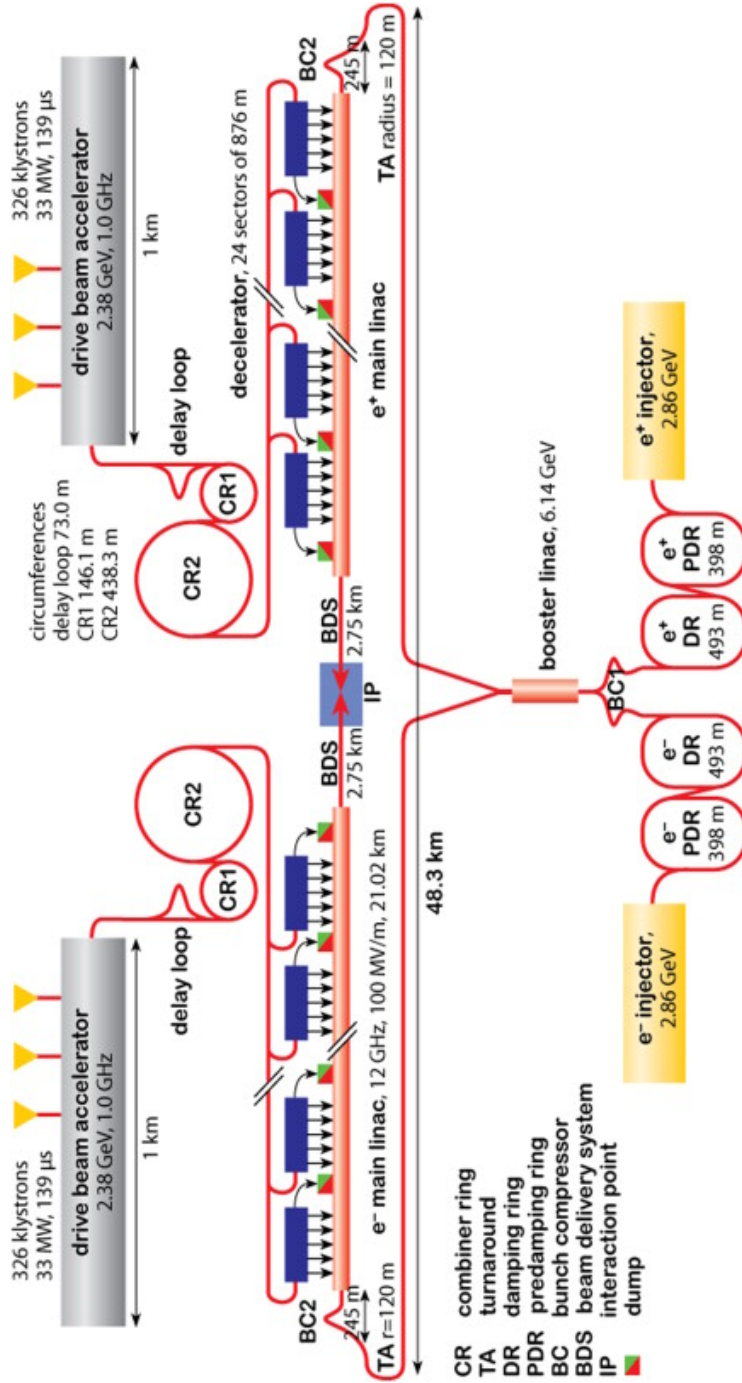 326 klystrons
33 MW, 139 µs
drive beam accelerator
2.38 GeV, 1.0 GHz
1 km
delay loop
CR1
CR2
circumferences
delay loop 73.0 m
CR1 146.1 m
CR2 438.3 m
326 klystrons
33 MW, 139 µs
drive beam accelerator
2.38 GeV, 1.0 GHz
1 km
delay loop
CR1
CR2
decelerator, 24 sectors of 876 m
BC2
245 m
TA r=120 m
e⁻ main linac, 12 GHz, 100 MV/m, 21.02 km
BDS
2.75 km
IP
BDS
2.75 km
e⁺ main linac
BC2
245 m
TA radius = 120 m
48.3 km
booster linac, 6.14 GeV
BC1
e⁻ injector,
2.86 GeV
e⁻
PDR
398 m
e⁻
DR
493 m
e⁺
DR
493 m
e⁺
PDR
398 m
e⁺ injector,
2.86 GeV
CR combiner ring
TA turnaround
DR damping ring
PDR predamping ring
BC bunch compressor
BDS beam delivery system
IP interaction point
dump